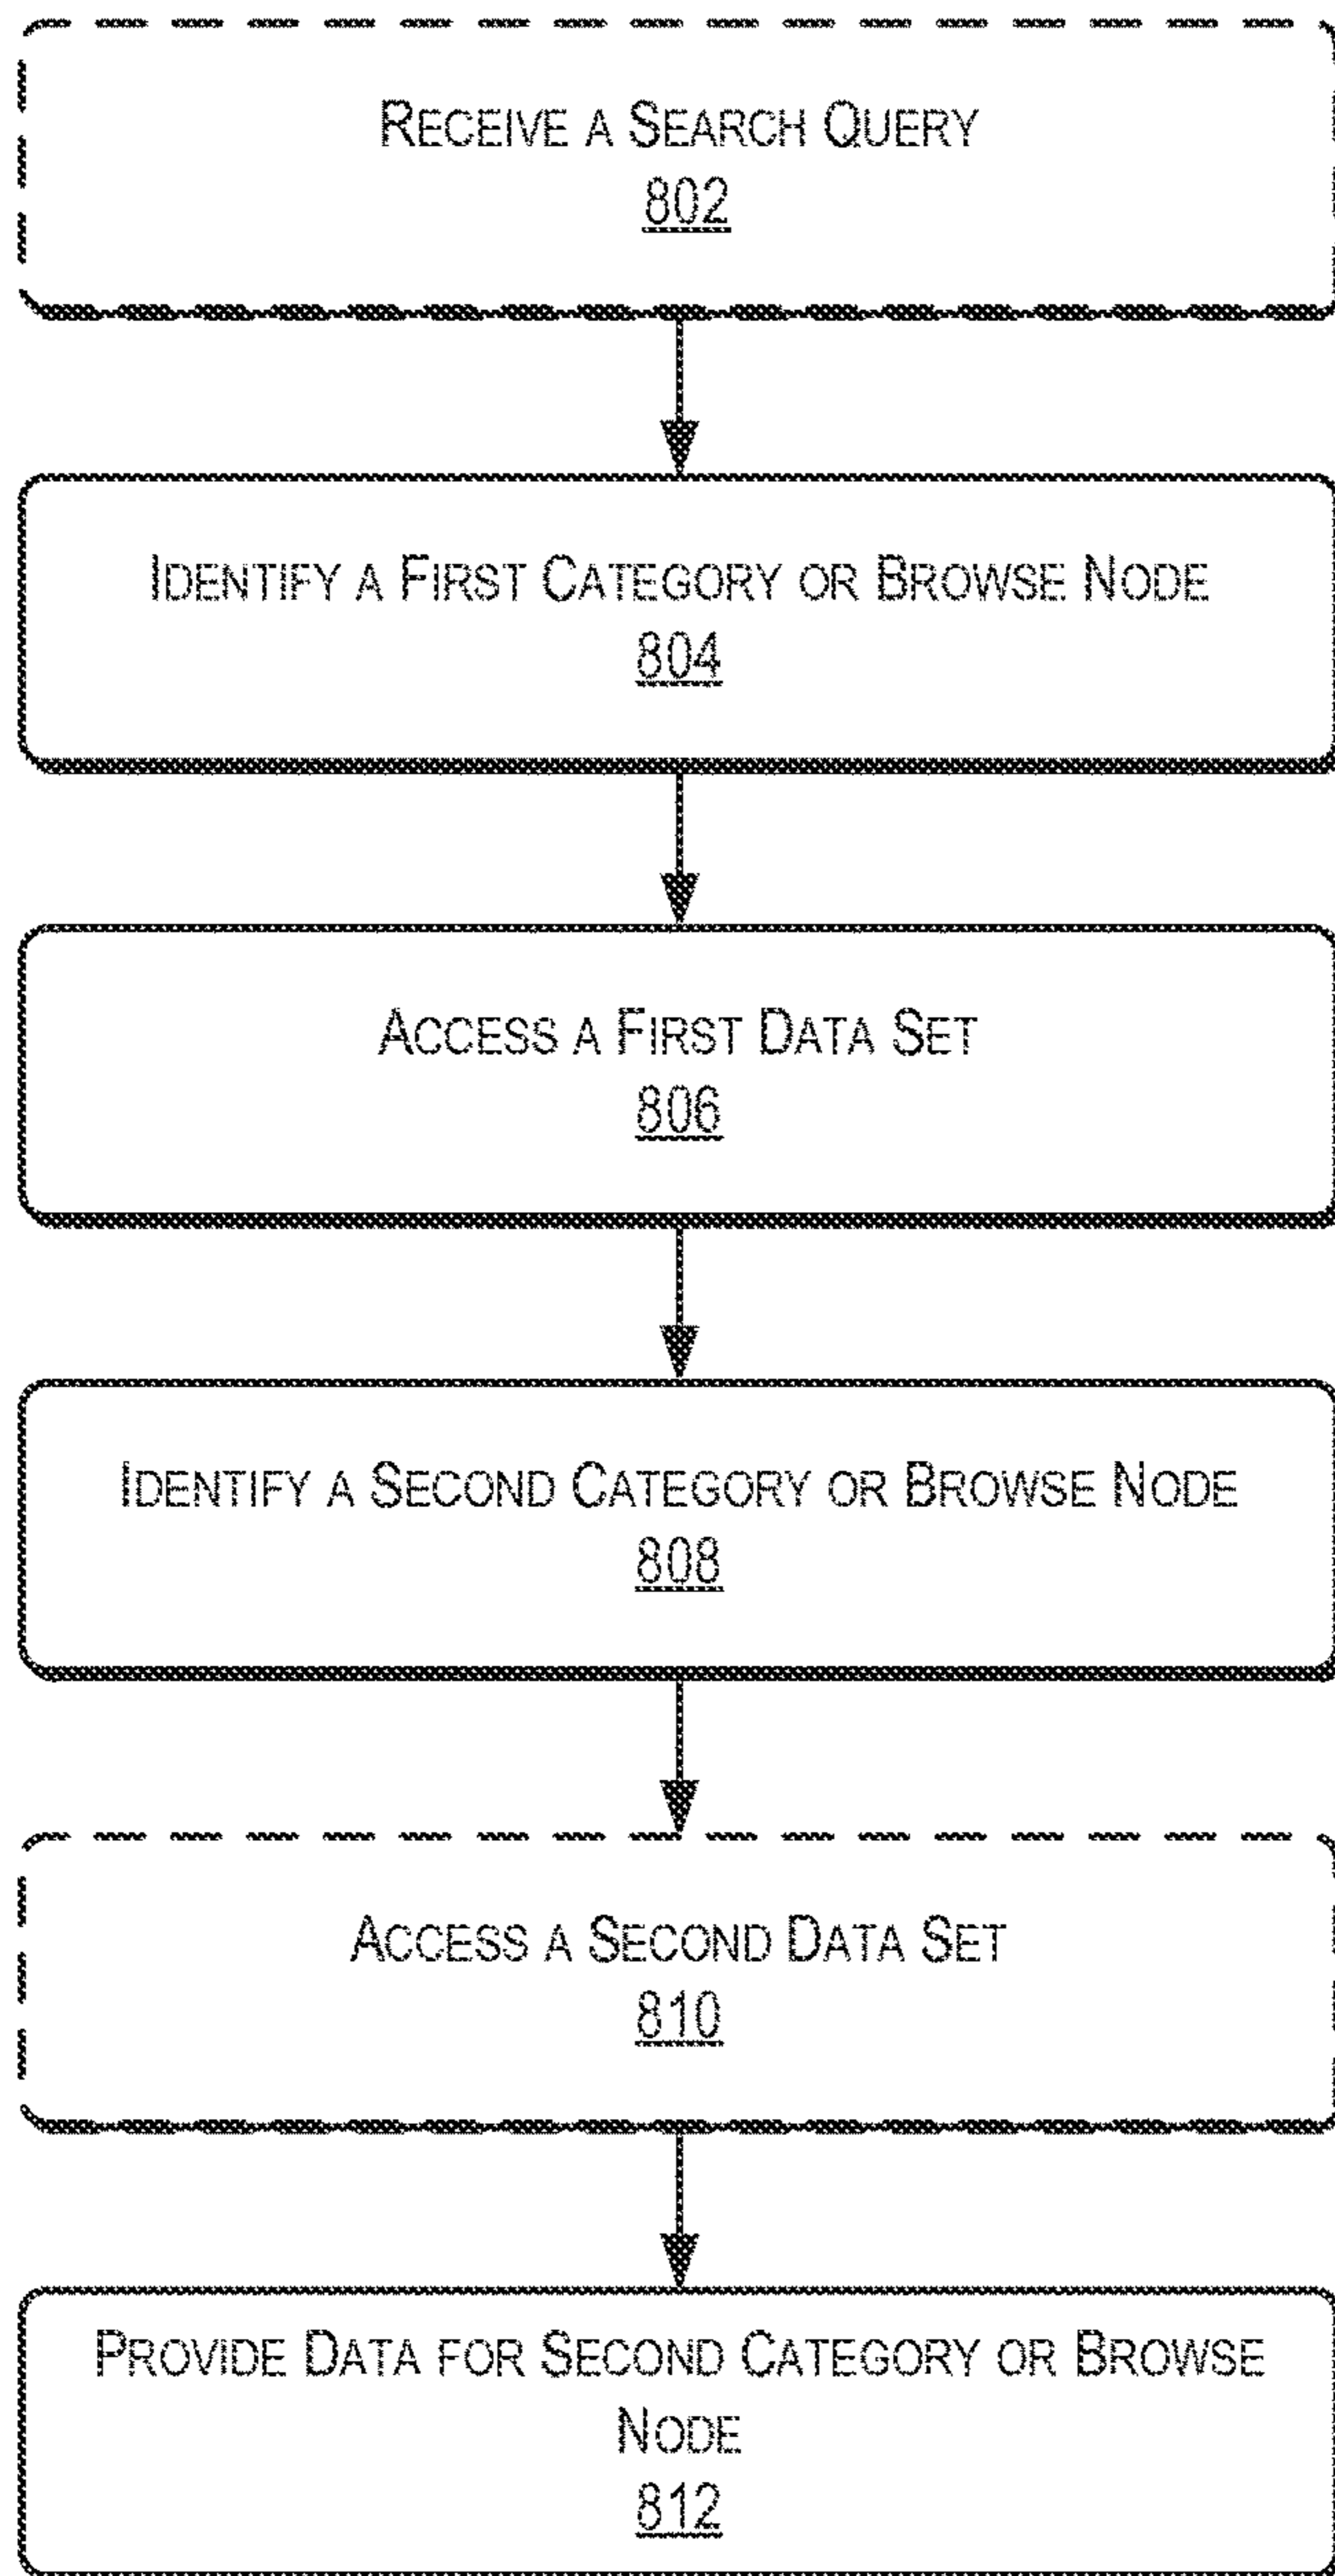 RECEIVE A SEARCH QUERY
802
IDENTIFY A FIRST CATEGORY OR BROWSE NODE
804
ACCESS A FIRST DATA SET
806
IDENTIFY A SECOND CATEGORY OR BROWSE NODE
808
ACCESS A SECOND DATA SET
810
PROVIDE DATA FOR SECOND CATEGORY OR BROWSE
NODE
812